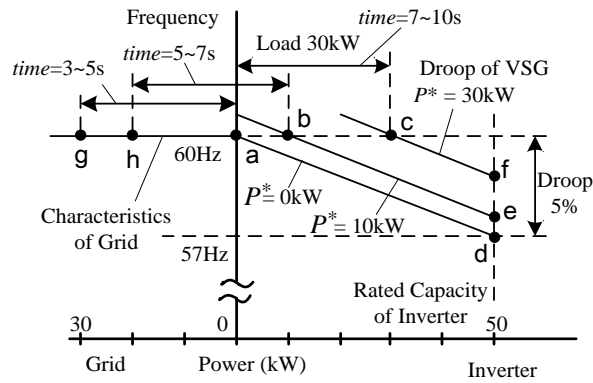 Frequency
time=7~10s
time=5~7s
Load 30kW
time=3~5s
Droop of VSG
P* = 30kW
b
c
g
h
60Hz
a
f
P*= 0kW
Droop
5%
Characteristics
of Grid
P*= 10kW
e
d
57Hz
Rated Capacity
of Inverter
30
0
50
Grid
Power (kW)
Inverter